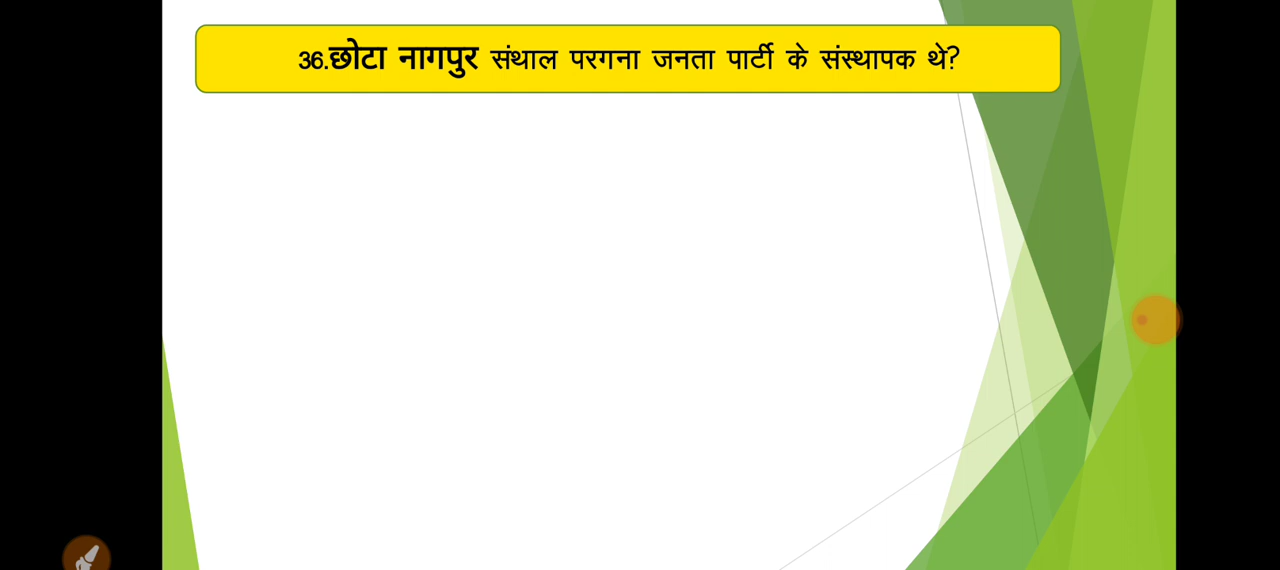 36.छोटा नागपुर संथाल परगना जनता पार्टी के संस्थापक थे?